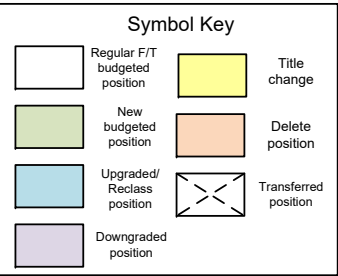 Symbol Key
Regular F/T
budgeted
position
Title
change
New
budgeted
position
Delete
position
Upgraded/
Reclass
position
Transferred
position
Downgraded
position